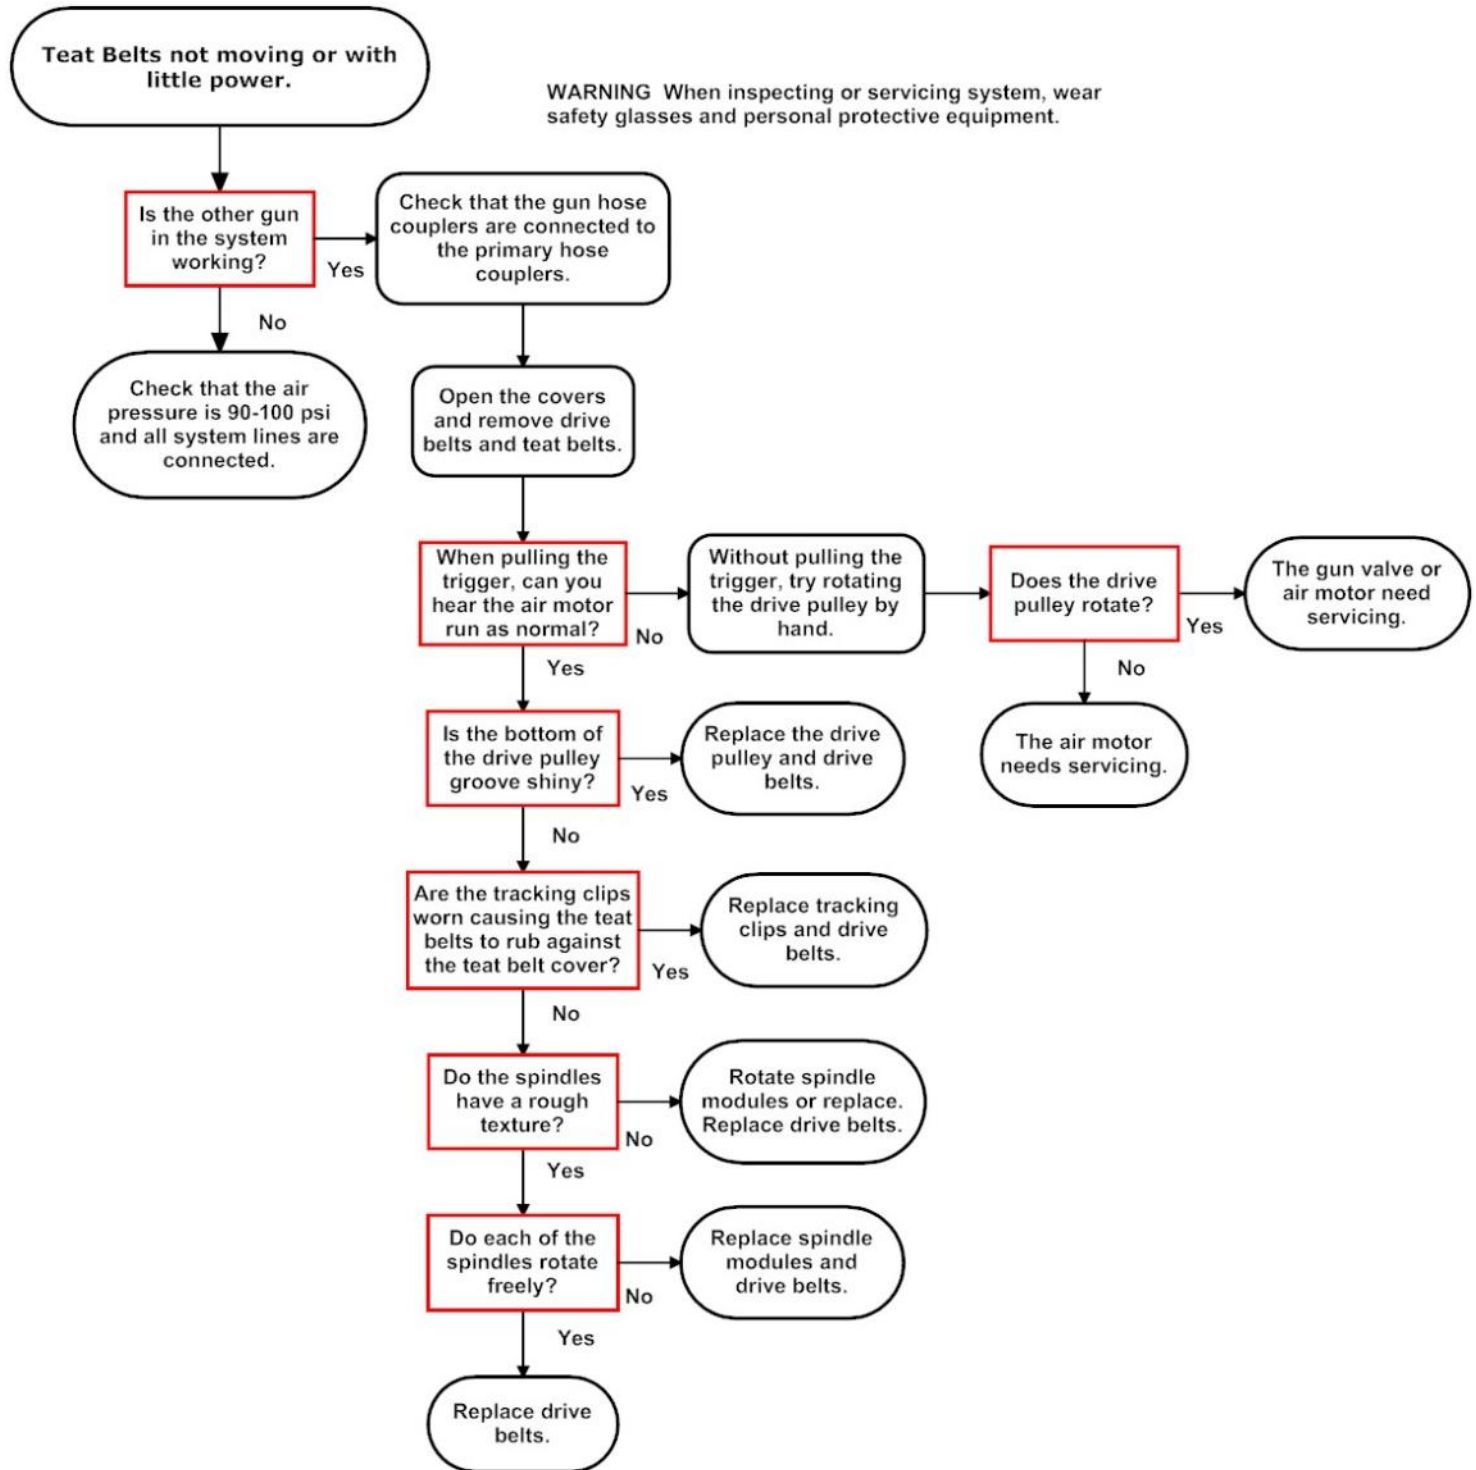 Teat Belts not moving or with
little power.
WARNING  When inspecting or servicing system, wear
safety glasses and personal protective equipment.
Is the other gun
in the system
working?
Yes
Check that the gun hose
couplers are connected to
the primary hose
couplers.
No
Check that the air
pressure is 90-100 psi
and all system lines are
connected.
Open the covers
and remove drive
belts and teat belts.
When pulling the
trigger, can you
hear the air motor
run as normal?
No
Without pulling the
trigger, try rotating
the drive pulley by
hand.
Does the drive
pulley rotate?
Yes
The gun valve or
air motor need
servicing.
No
The air motor
needs servicing.
Yes
Is the bottom of
the drive pulley
groove shiny?
Yes
Replace the drive
pulley and drive
belts.
No
Are the tracking clips
worn causing the teat
belts to rub against
the teat belt cover?
Yes
Replace tracking
clips and drive
belts.
No
Do the spindles
have a rough
texture?
No
Rotate spindle
modules or replace.
Replace drive belts.
Yes
Do each of the
spindles rotate
freely?
No
Replace spindle
modules and
drive belts.
Yes
Replace drive
belts.